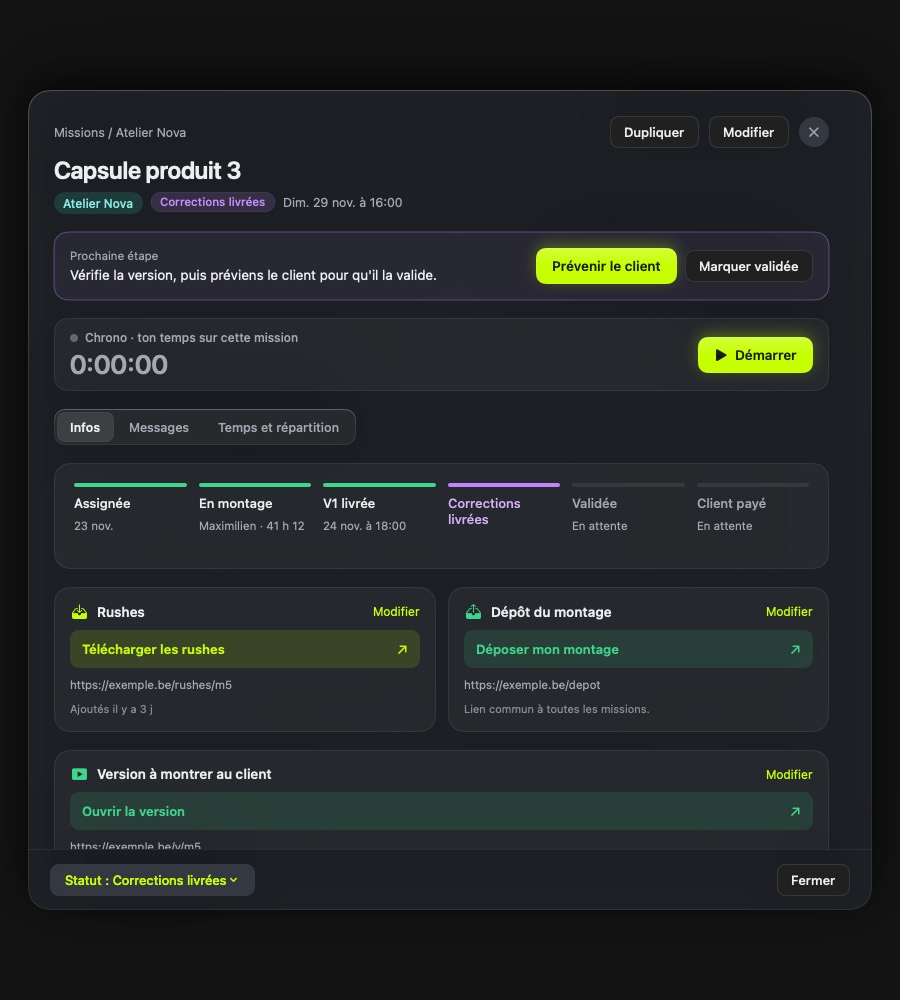 Missions / Atelier Nova
Dupliquer
Modifier
Capsule produit 3
Atelier Nova
Corrections livrées
Dim. 29 nov. à 16:00
Prochaine étape
Vérifie la version, puis préviens le client pour qu'il la valide.
Prévenir le client
Marquer validée
Chrono · ton temps sur cette mission
0:00:00
Démarrer
Infos
Messages
Temps et répartition
Assignée
23 nov.
En montage
Maximilien · 41 h 12
V1 livrée
24 nov. à 18:00
Corrections
livrées
Validée
En attente
Client payé
En attente
Rushes
Modifier
Télécharger les rushes
https://exemple.be/rushes/m5
Ajoutés il y a 3 j
Dépôt du montage
Modifier
Déposer mon montage
https://exemple.be/depot
Lien commun à toutes les missions.
Version à montrer au client
Modifier
Ouvrir la version
https://exemple.be/v/m5
Statut : Corrections livrées
Fermer